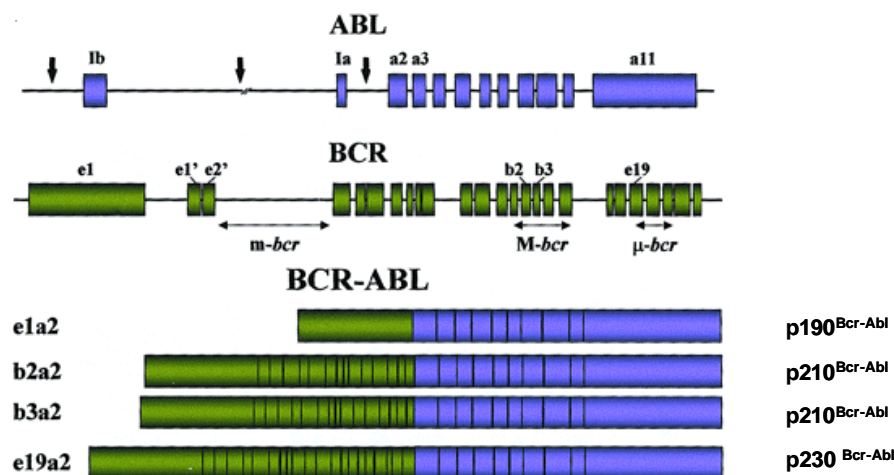 ABL
Ib Ia a2 a3 a11
BCR
e1 e1’ e2’ b2 b3 e19
m-bcr M-bcr μ-bcr
BCR-ABL
e1a2 p190Bcr-Abl
b2a2 p210Bcr-Abl
b3a2 p210Bcr-Abl
e19a2 p230 Bcr-Abl